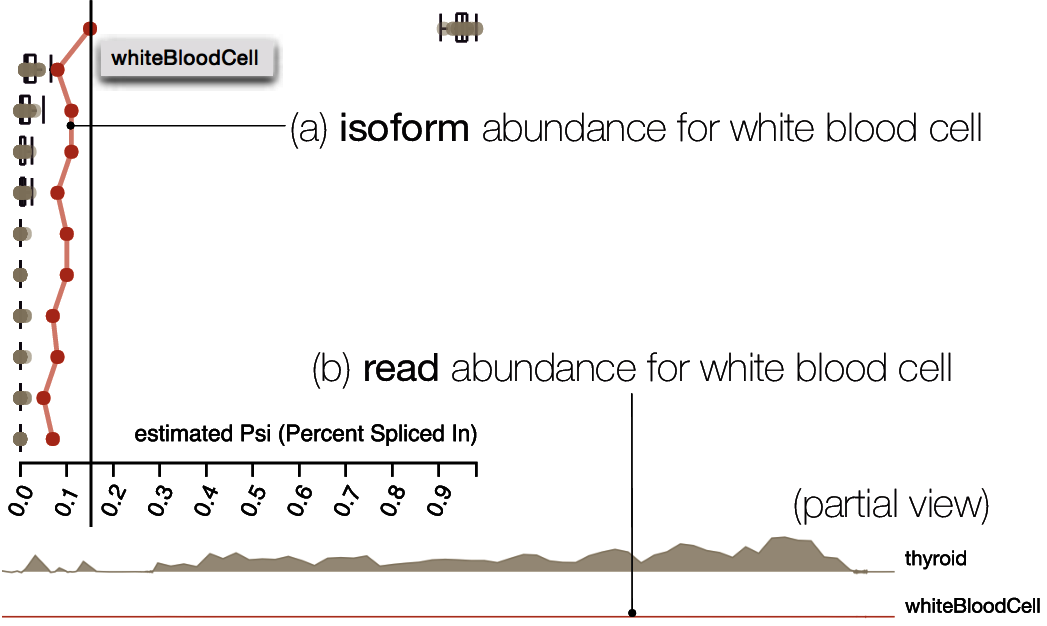 whiteBloodCell
(a) isoform abundance for white blood cell
(b) read abundance for white blood cell
estimated Psi (Percent Spliced In)
0.0 0.1 0.2 0.3 0.4 0.5 0.6 0.7 0.8 0.9
(partial view)
thyroid
whiteBloodCell